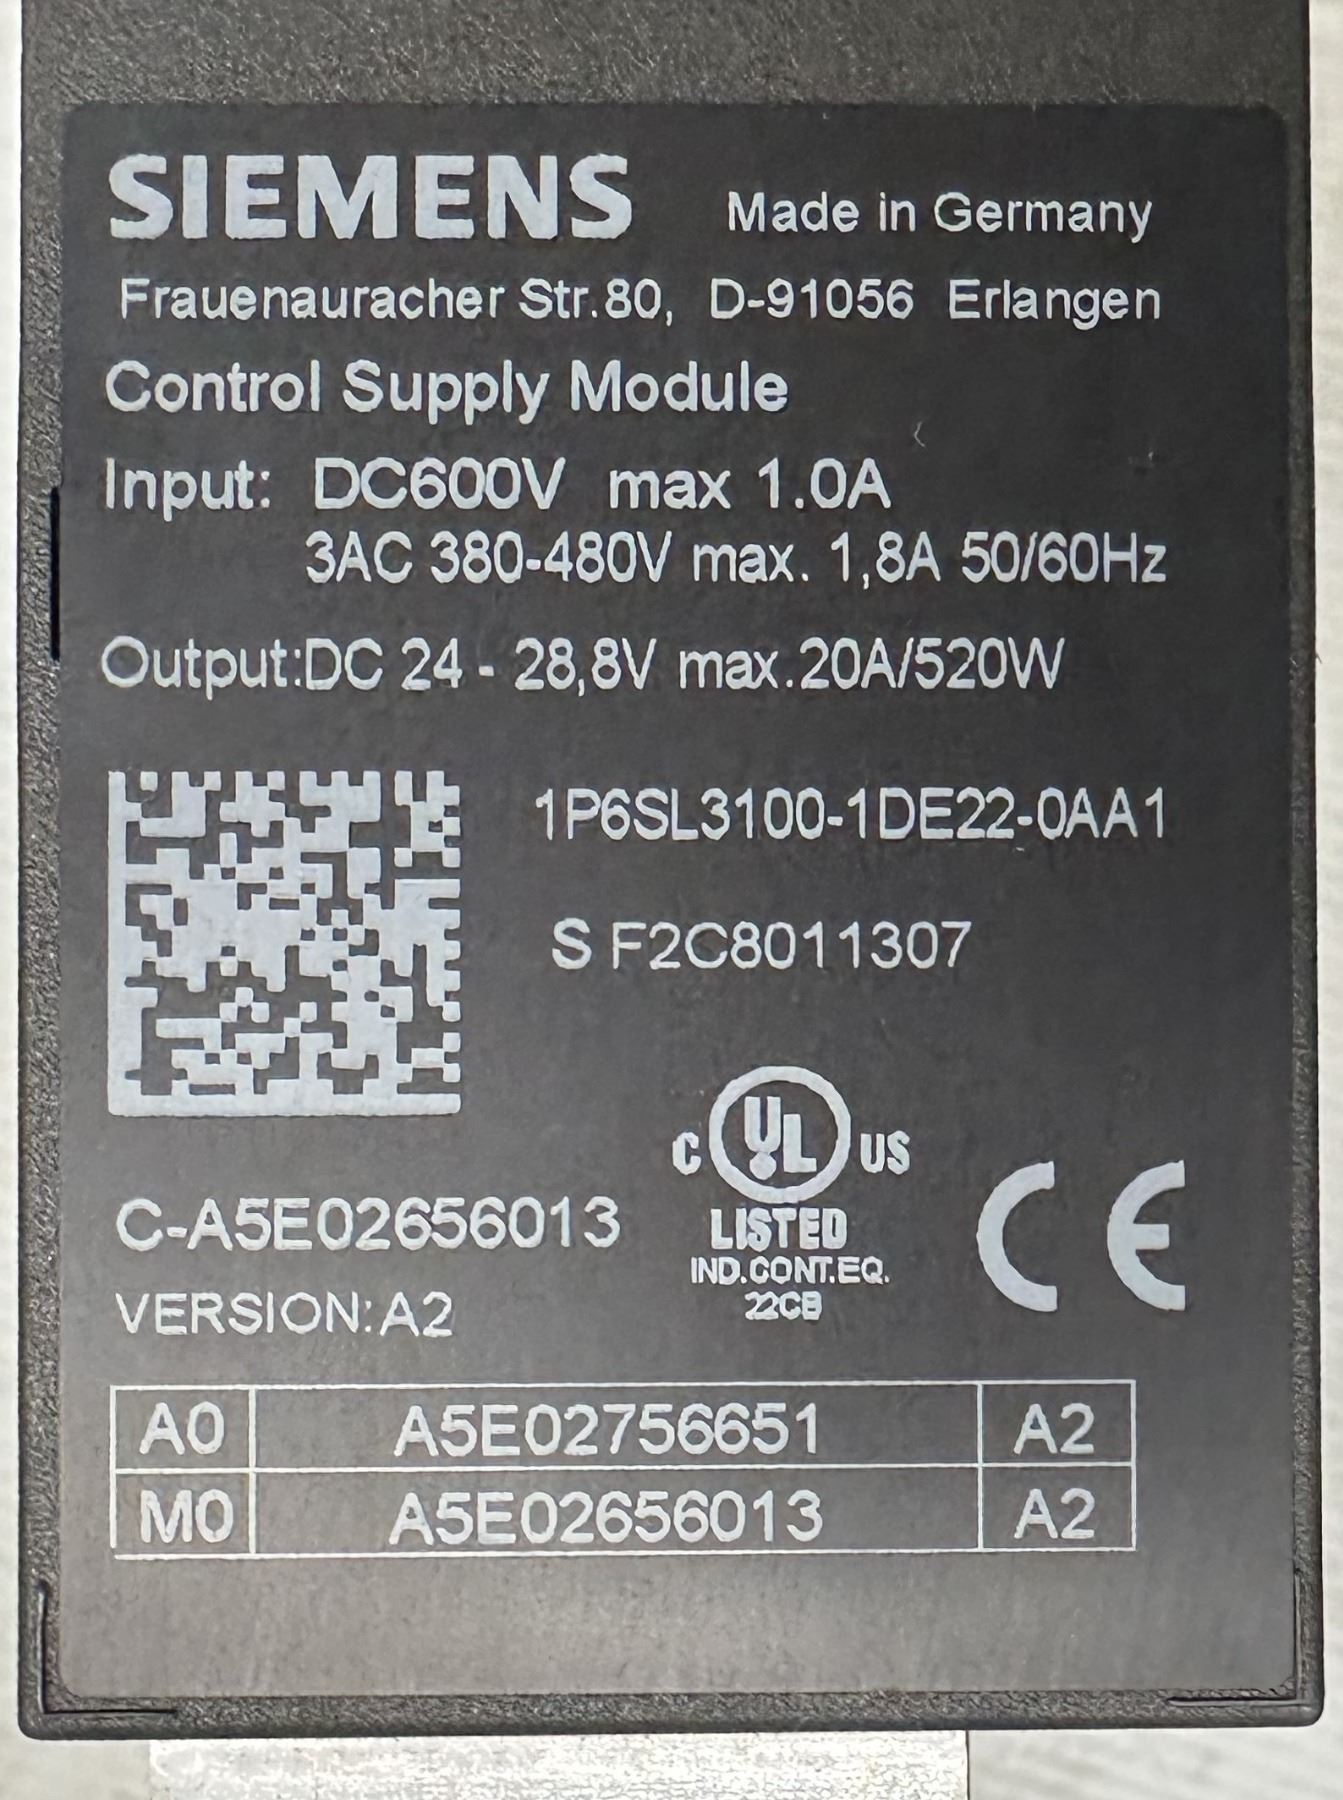 SIEMENS Made in Germany
Frauenauracher Str.80, D-91056 Erlangen
Control Supply Module
Input: DC600V max 1.0A
3AC 380-480V max. 1,8A 50/60Hz
Output:DC 24 - 28,8V max.20A/520W
1P6SL3100-1DE22-0AA1
S F2C8011307
C UL US
LISTED
IND.CONT.EQ.
22CB
CE
C-A5E02656013
VERSION:A2
A0 A5E02756651 A2
M0 A5E02656013 A2